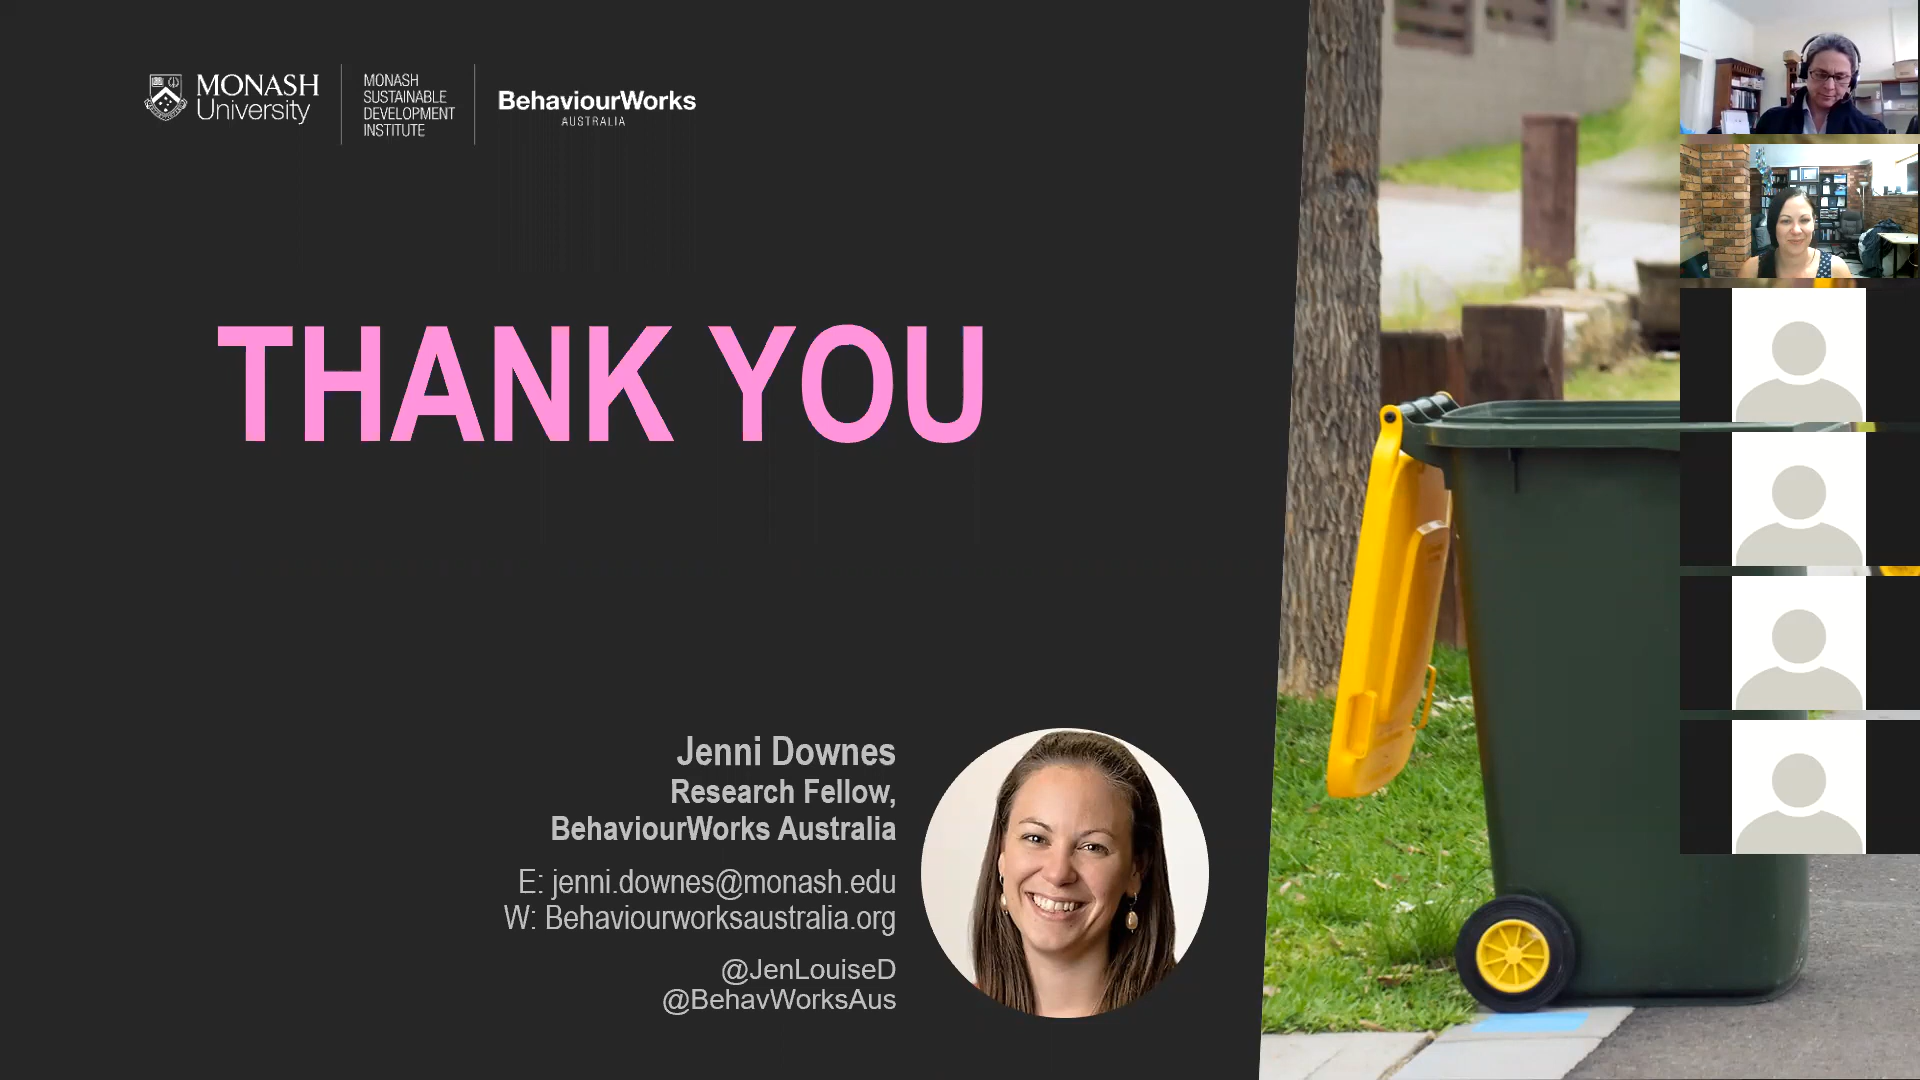 MONASH
University
MONASH
SUSTAINABLE
DEVELOPMENT
INSTITUTE
BehaviourWorks
AUSTRALIA
THANK YOU
Jenni Downes
Research Fellow,
BehaviourWorks Australia
E: jenni.downes@monash.edu
W: Behaviourworksaustralia.org
@JenLouiseD
@BehavWorksAus